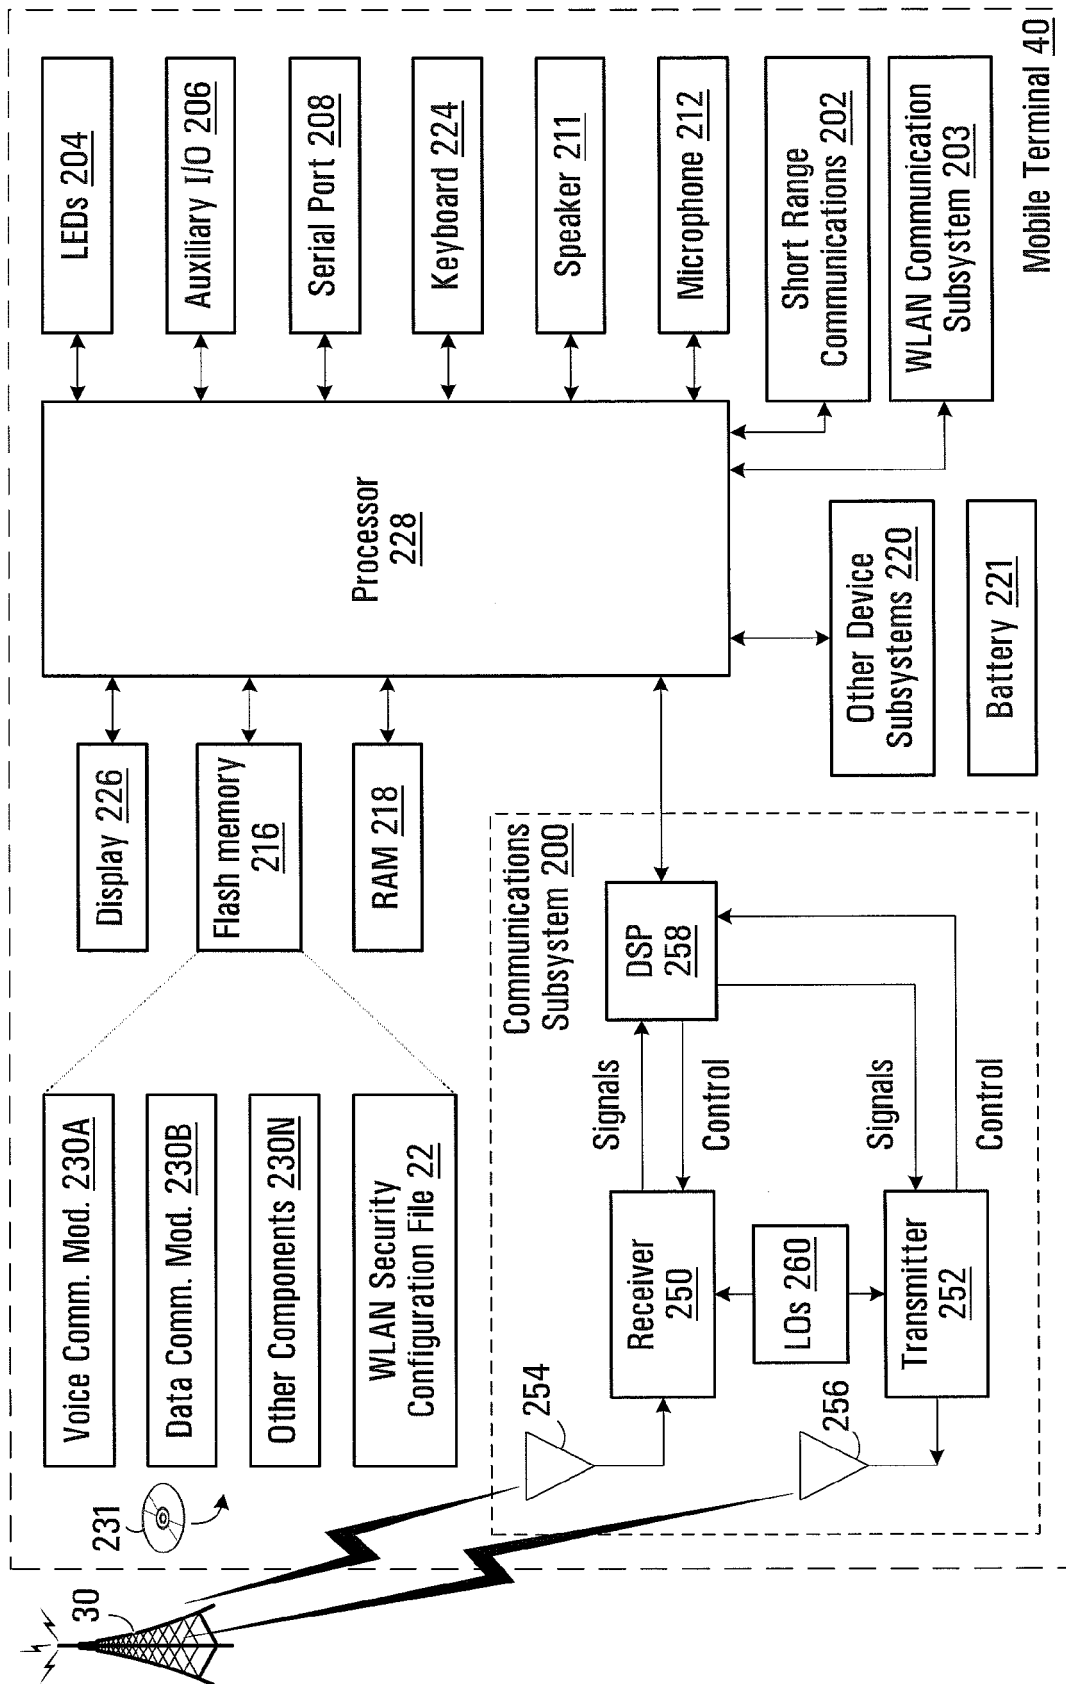 30
231
Voice Comm. Mod. 230A
Data Comm. Mod. 230B
Other Components 230N
WLAN Security
Configuration File 22
Display 226
Flash memory
216
RAM 218
Processor
228
LEDs 204
Auxiliary I/O 206
Serial Port 208
Keyboard 224
Speaker 211
Microphone 212
Short Range
Communications 202
WLAN Communication
Subsystem 203
Other Device
Subsystems 220
Battery 221
Communications
Subsystem 200
254
Receiver
250
Signals
Control
DSP
258
LOs 260
256
Transmitter
252
Signals
Control
Mobile Terminal 40